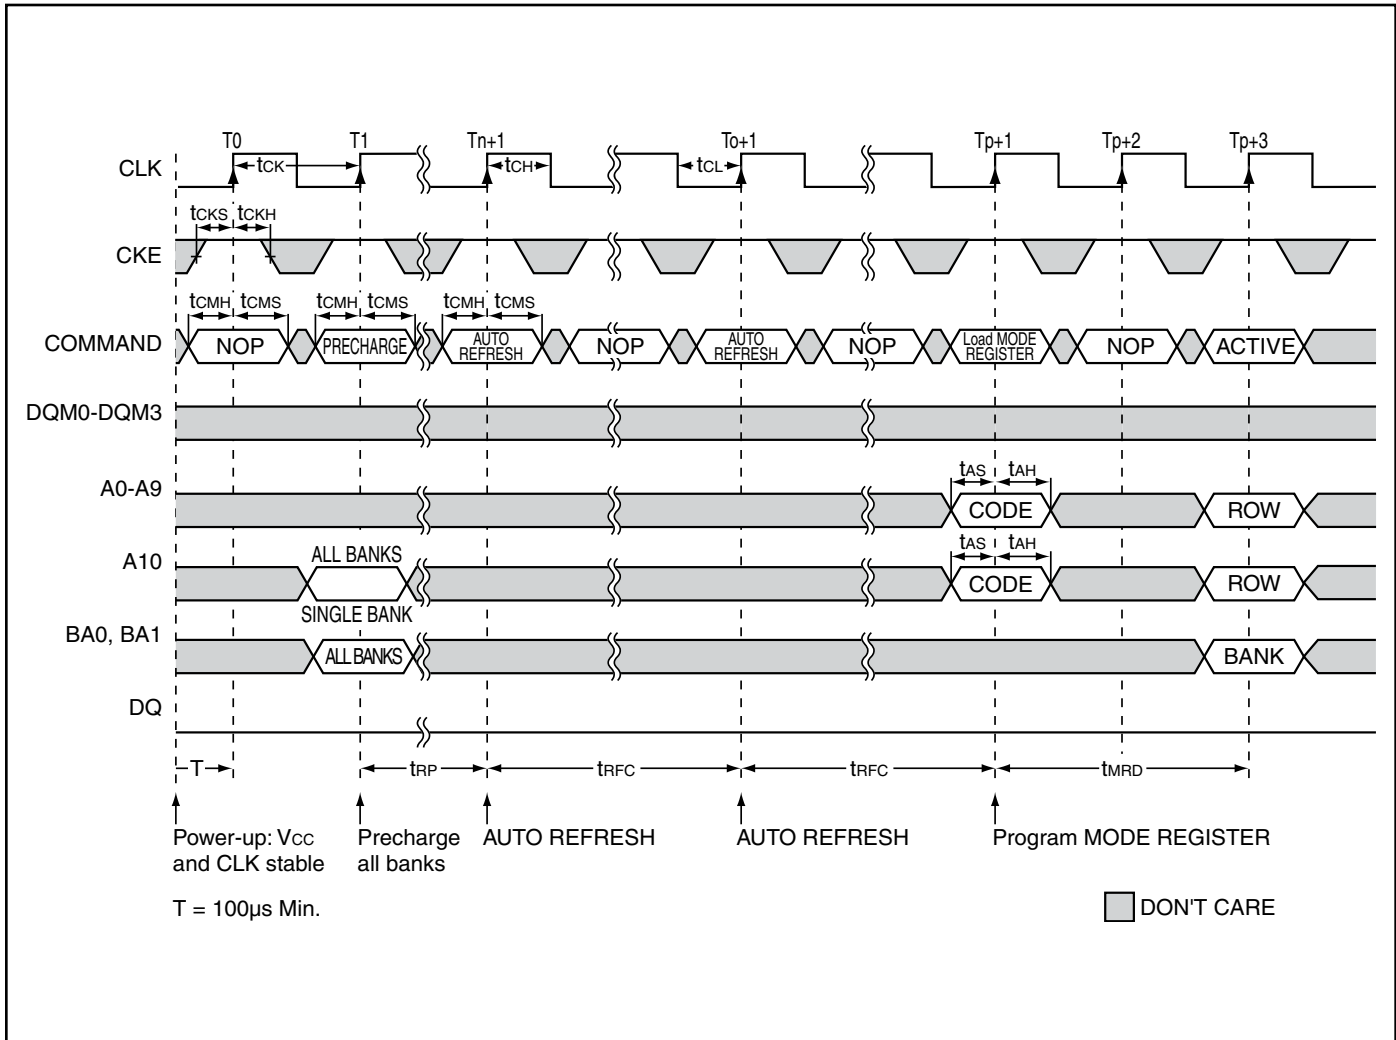 T0 T1 Tn+1 To+1 Tp+1 Tp+2 Tp+3
CLK tCK tCH tCL
tCKS tCKH
CKE
tCMH tCMS tCMH tCMS tCMH tCMS
COMMAND NOP PRECHARGE AUTO REFRESH NOP AUTO REFRESH NOP Load MODE REGISTER NOP ACTIVE
DQM0-DQM3
tAS tAH
A0-A9 CODE ROW
ALL BANKS tAS tAH
A10 CODE ROW
SINGLE BANK
BA0, BA1 ALL BANKS BANK
DQ
T tRP tRFC tRFC tMRD
Power-up: VCC and CLK stable
Precharge all banks
AUTO REFRESH
AUTO REFRESH
Program MODE REGISTER
T = 100µs Min.
DON'T CARE